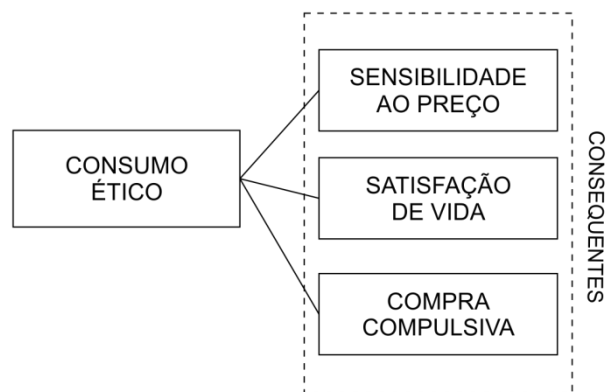 CONSUMO
ÉTICO
SENSIBILIDADE
AO PREÇO
SATISFAÇÃO
DE VIDA
COMPRA
COMPULSIVA
CONSEQUENTES